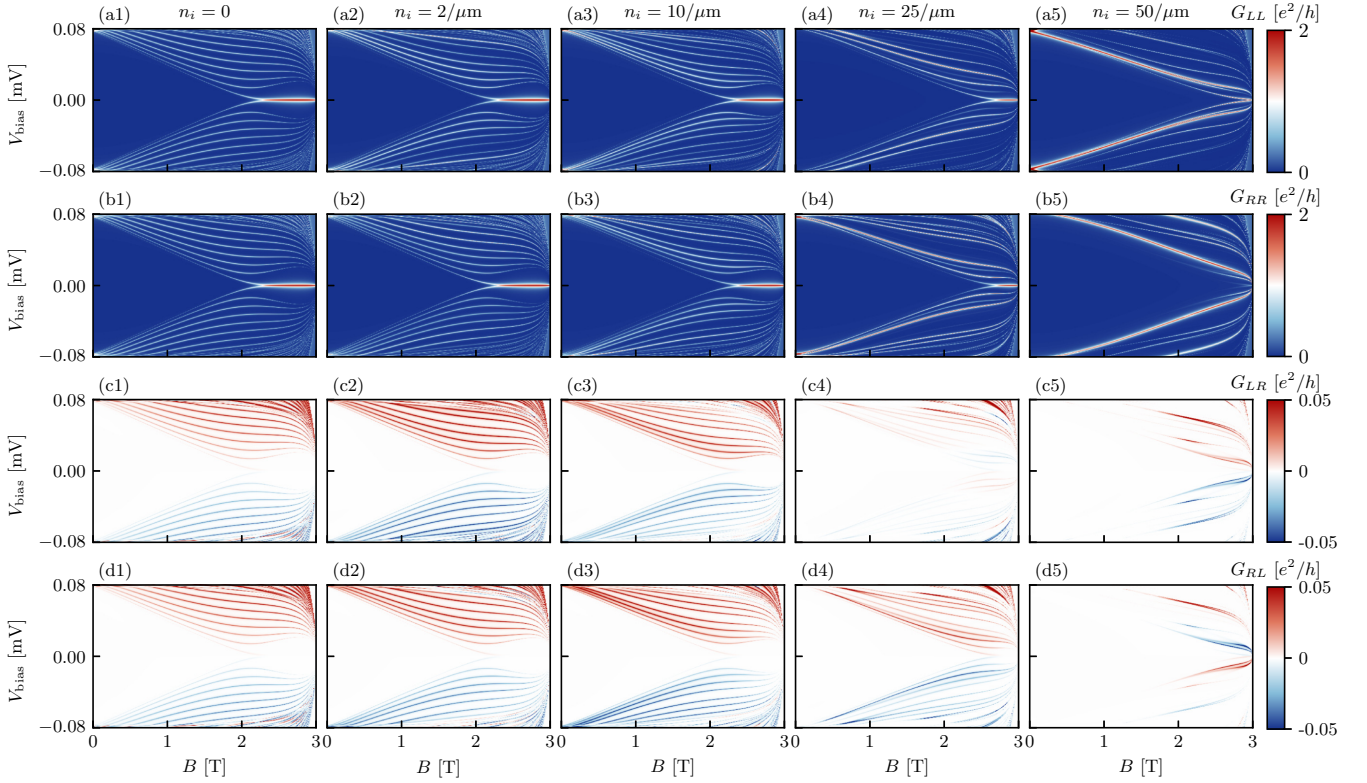 (a1) n_i = 0 (a2) n_i = 2/μm (a3) n_i = 10/μm (a4) n_i = 25/μm (a5) n_i = 50/μm G_LL [e²/h]
0.08 2
V_bias [mV] 0.00 1
−0.08 0
(b1) (b2) (b3) (b4) (b5) G_RR [e²/h]
0.08 2
V_bias [mV] 0.00 1
−0.08 0
(c1) (c2) (c3) (c4) (c5) G_LR [e²/h]
0.08 0.05
V_bias [mV] 0.00 0
−0.08 -0.05
(d1) (d2) (d3) (d4) (d5) G_RL [e²/h]
0.08 0.05
V_bias [mV] 0.00 0
−0.08 -0.05
0 1 2 3 0 1 2 3 0 1 2 3 0 1 2 3 0 1 2 3
B [T] B [T] B [T] B [T] B [T]